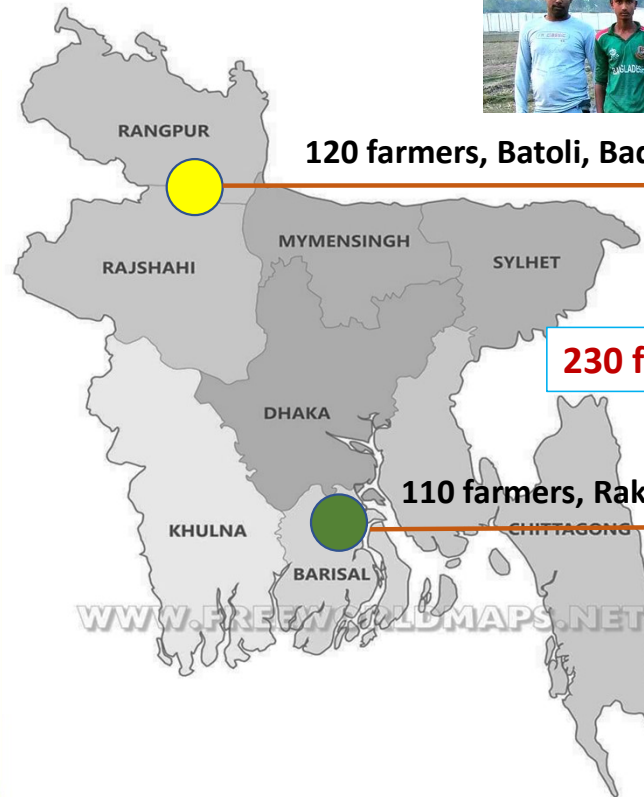 BANGLADESH
RANGPUR
120 farmers, Batoli, Bad
MYMENSINGH
RAJSHAHI
SYLHET
230 f
DHAKA
110 farmers, Rak
KHULNA
CHITTAGONG
BARISAL
WWW.FREEWORLDMAPS.NET